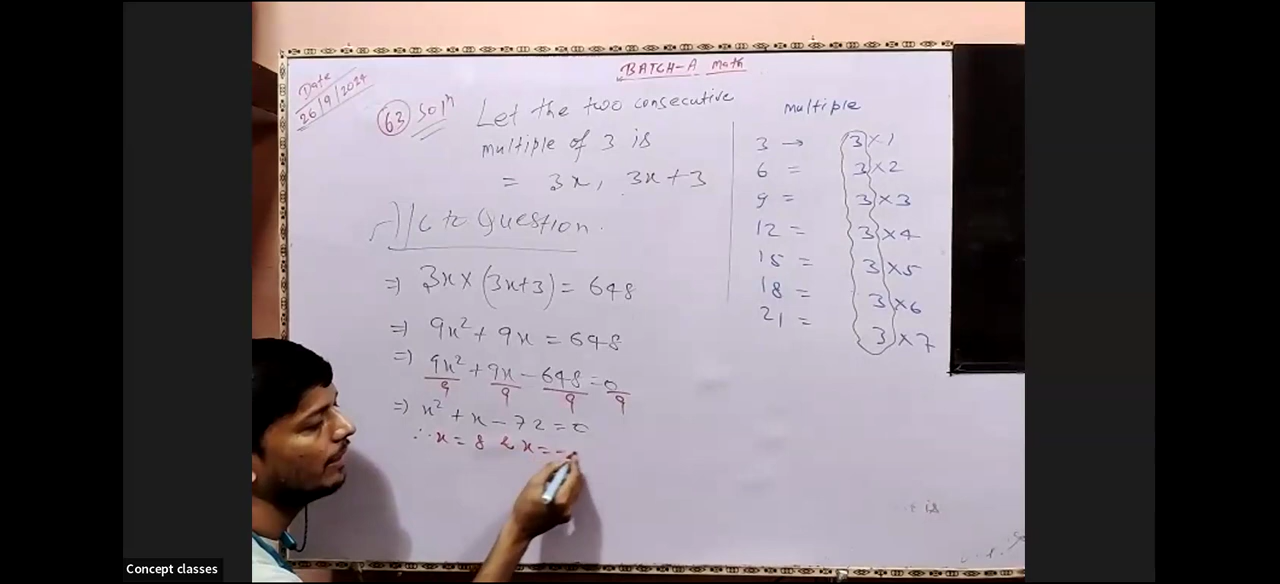 BATCH-A Math
Date
26/9/2024
63 Solⁿ Let the two consecutive
multiple of 3 is
= 3x, 3x+3
A/C to Question.
=) 3x × (3x+3) = 648
=) 9x² + 9x = 648
=) 9x²/9 + 9x/9 - 648/9 = 0/9
=) x² + x - 72 = 0
∴ x = 8 & x = -
multiple
3 → 3×1
6 = 3×2
9 = 3×3
12 = 3×4
15 = 3×5
18 = 3×6
21 = 3×7
is
Concept classes